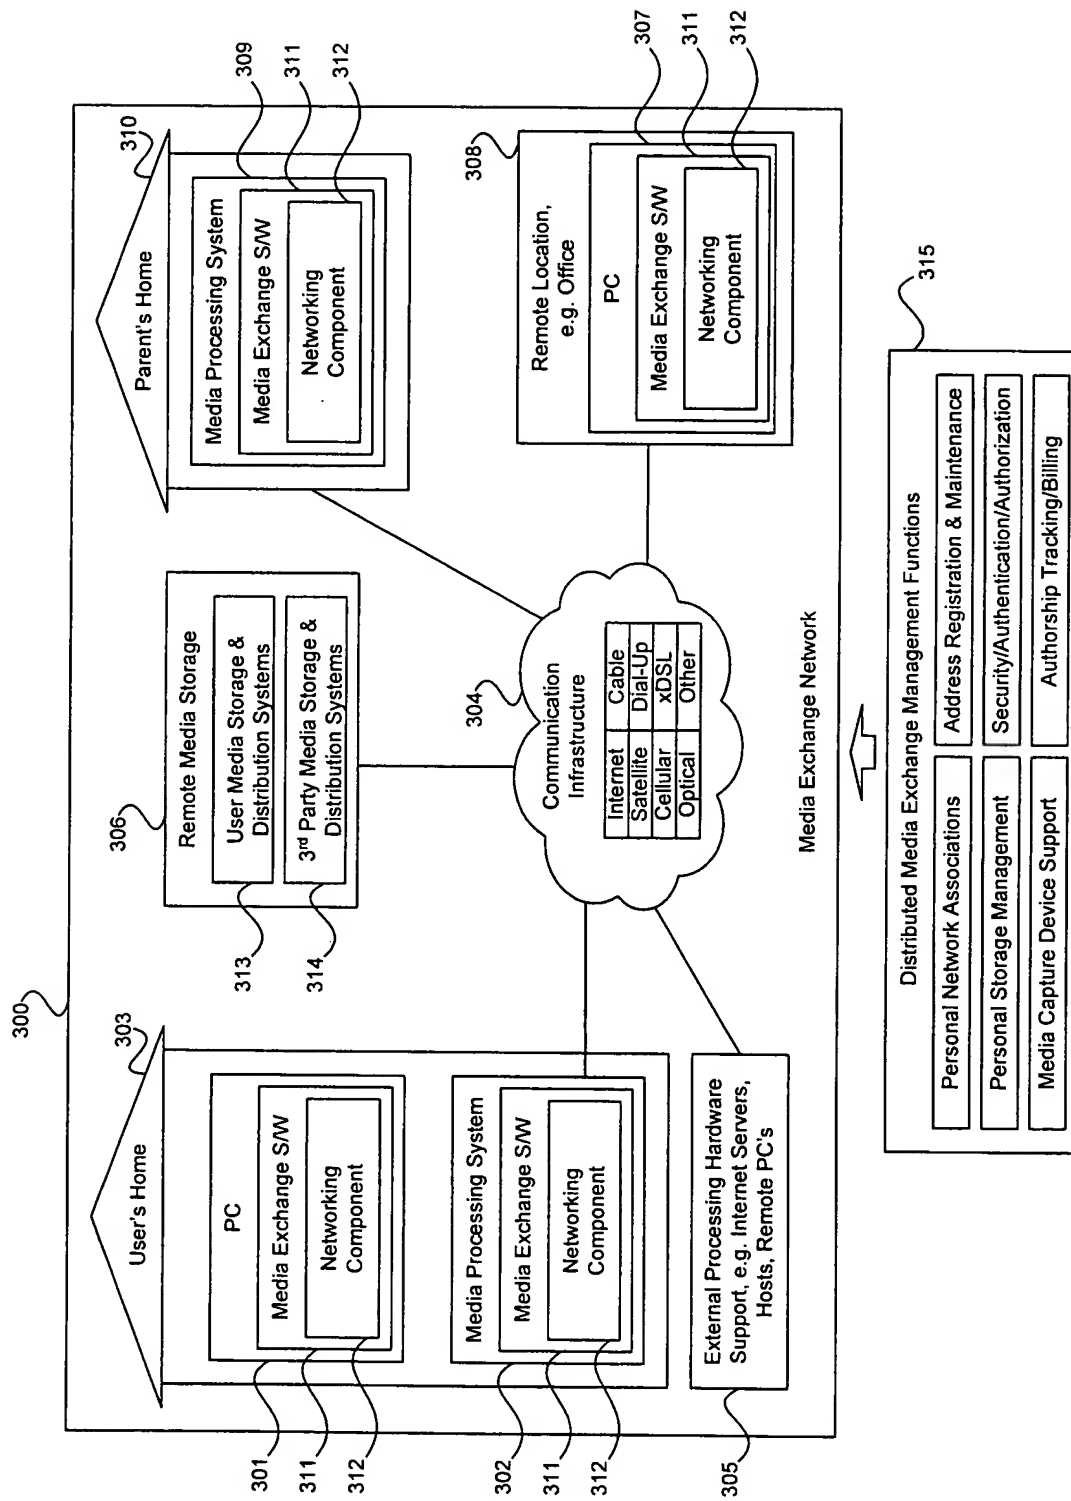 300
303
User's Home
PC
Media Exchange S/W
Networking
Component
301
311
312
Media Processing System
Media Exchange S/W
Networking
Component
302
311
312
External Processing Hardware
Support, e.g. Internet Servers,
Hosts, Remote PC's
305
306
Remote Media Storage
User Media Storage &
Distribution Systems
3rd Party Media Storage &
Distribution Systems
313
314
304
Communication
Infrastructure
Internet Cable
Satellite Dial-Up
Cellular xDSL
Optical Other
310
Parent's Home
Media Processing System
Media Exchange S/W
Networking
Component
309
311
312
308
Remote Location,
e.g. Office
PC
Media Exchange S/W
Networking
Component
307
311
312
Media Exchange Network
315
Distributed Media Exchange Management Functions
Personal Network Associations
Address Registration & Maintenance
Personal Storage Management
Security/Authentication/Authorization
Media Capture Device Support
Authorship Tracking/Billing